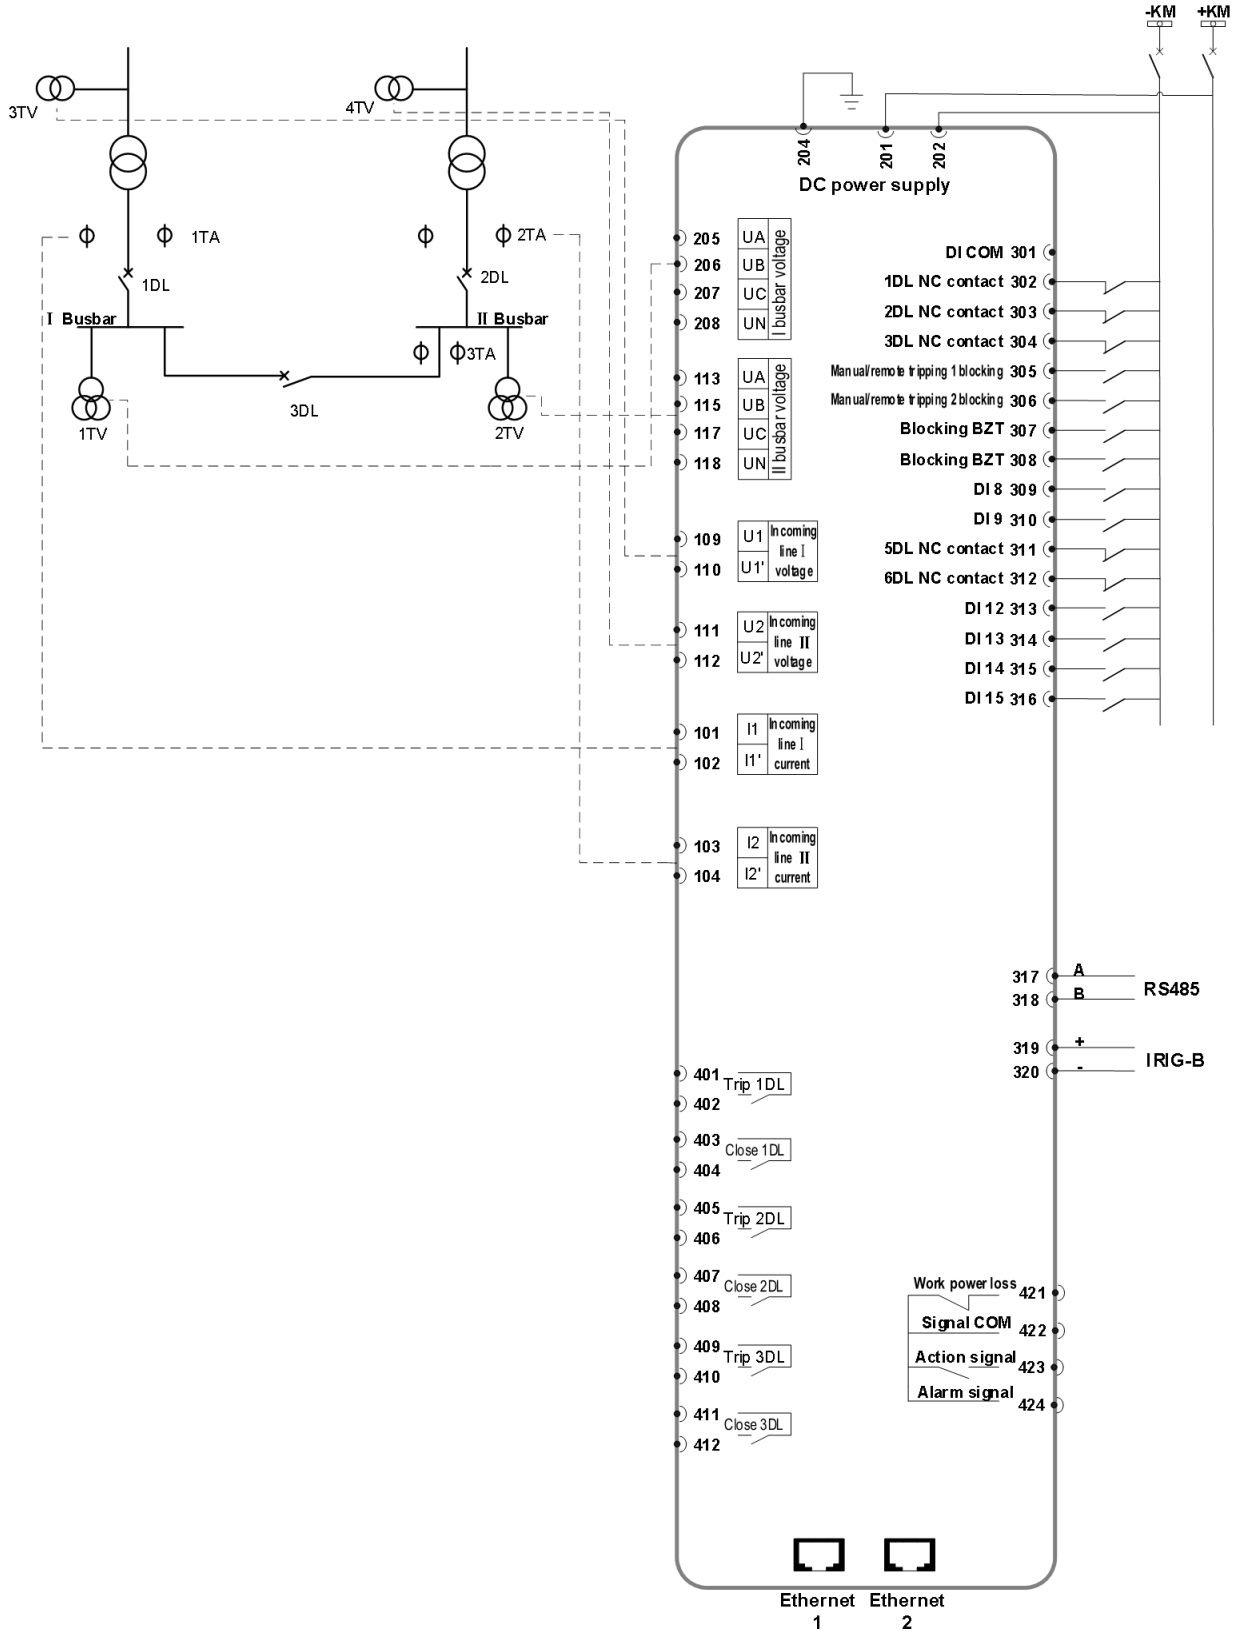 -KM +KM
3TV
4TV
204
201
202
DC power supply
1TA
2TA
1DL
2DL
I Busbar
II Busbar
3TA
3DL
1TV
2TV
205 UA
206 UB
207 UC
208 UN
I busbar voltage
113 UA
115 UB
117 UC
118 UN
II busbar voltage
109 U1 Incoming
line I
110 U1' voltage
111 U2 Incoming
line II
112 U2' voltage
101 I1 Incoming
line I
102 I1' current
103 I2 Incoming
line II
104 I2' current
DI COM 301
1DL NC contact 302
2DL NC contact 303
3DL NC contact 304
Manual/remote tripping 1 blocking 305
Manual/remote tripping 2 blocking 306
Blocking BZT 307
Blocking BZT 308
DI 8 309
DI 9 310
5DL NC contact 311
6DL NC contact 312
DI 12 313
DI 13 314
DI 14 315
DI 15 316
317 A
318 B
RS485
319 +
320 -
IRIG-B
401
Trip 1DL
402
403
Close 1DL
404
405
Trip 2DL
406
407
Close 2DL
408
409
Trip 3DL
410
411
Close 3DL
412
Work power loss 421
Signal COM 422
Action signal 423
Alarm signal 424
Ethernet Ethernet
1 2